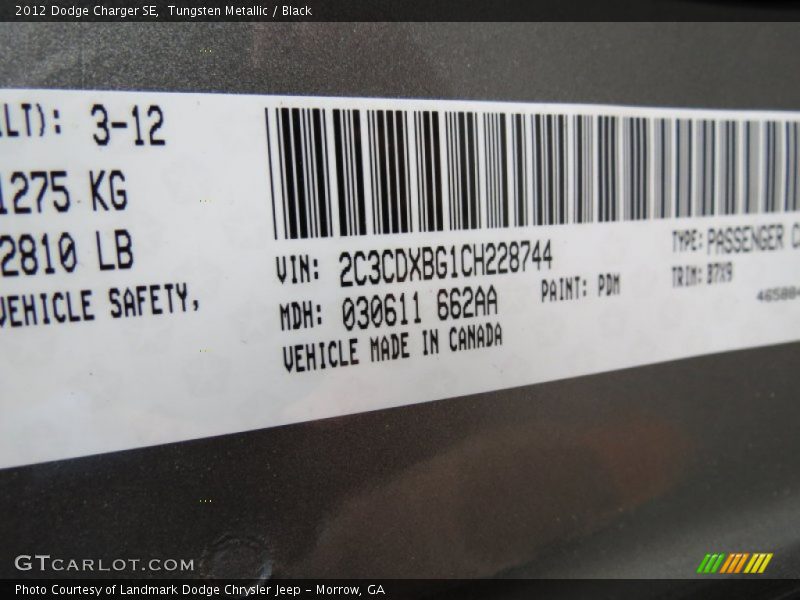 2012 Dodge Charger SE,  Tungsten Metallic / Black
ALT): 3-12
1275 KG
2810 LB
VEHICLE SAFETY,
VIN: 2C3CDXBG1CH228744
TYPE: PASSENGER C
MDH: 030611 662AA
PAINT: PDM
TRIM: B7X9
VEHICLE MADE IN CANADA
GTCARLOT.COM
Photo Courtesy of Landmark Dodge Chrysler Jeep - Morrow, GA